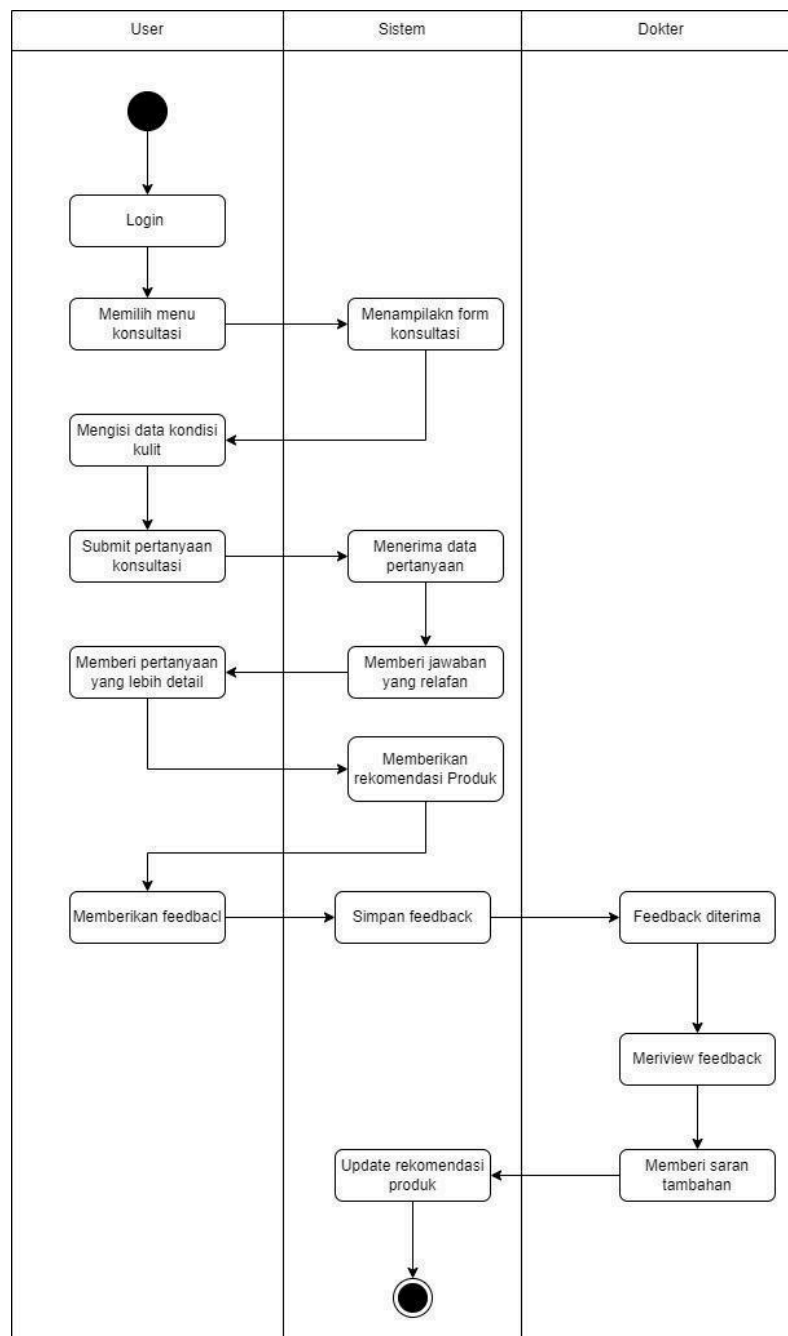 User
Sistem
Dokter
Login
Memilih menu
konsultasi
Menampilakn form
konsultasi
Mengisi data kondisi
kulit
Submit pertanyaan
konsultasi
Menerima data
pertanyaan
Memberi pertanyaan
yang lebih detail
Memberi jawaban
yang relafan
Memberikan
rekomendasi Produk
Memberikan feedbacl
Simpan feedback
Feedback diterima
Meriview feedback
Update rekomendasi
produk
Memberi saran
tambahan